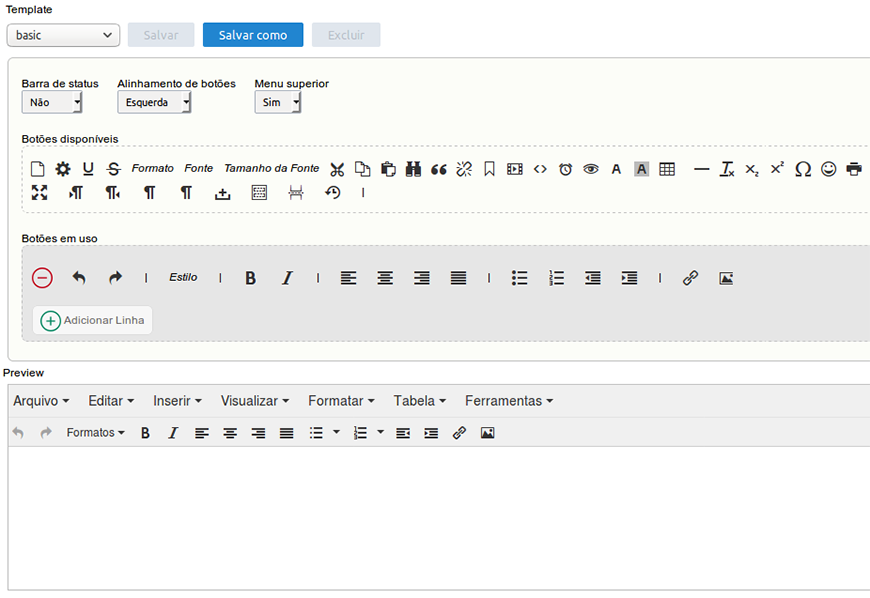 Template
basic Salvar Salvar como Excluir
Barra de status Alinhamento de botões Menu superior
Não Esquerda Sim
Botões disponíveis
Formato Fonte Tamanho da Fonte
Botões em uso
Estilo
Adicionar Linha
Preview
Arquivo Editar Inserir Visualizar Formatar Tabela Ferramentas
Formatos